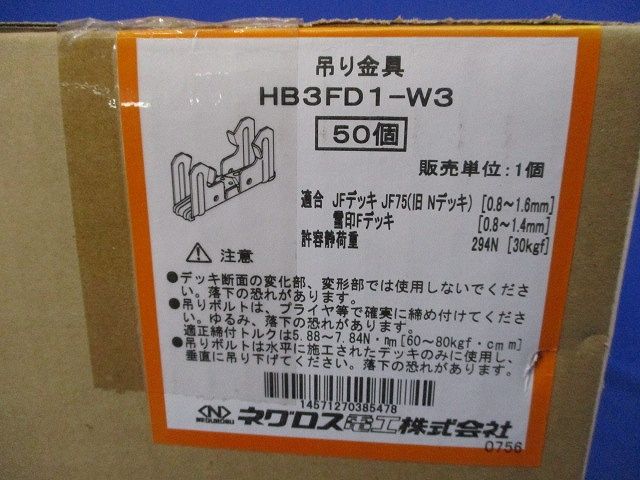 吊り金具
HB3FD1-W3
50個
販売単位:1個
適合 JFデッキ JF75(旧 Nデッキ) [0.8～1.6mm]
雪印Fデッキ [0.8～1.4mm]
許容静荷重 294N [30kgf]
注意
●デッキ断面の変化部、変形部では使用しないでくださ
い。落下の恐れがあります。
●吊りボルトは、プライヤ等で確実に締め付けてくださ
い。ゆるみ、落下の恐れがあります。
適正締付トルクは5.88～7.84N・m[60～80kgf・cm]
●吊りボルトは水平に施工されたデッキのみに使用し、
垂直に吊り下げてください。落下の恐れがあります。
14571270385478
NEGUROSU
ネグロス電工株式会社
0756